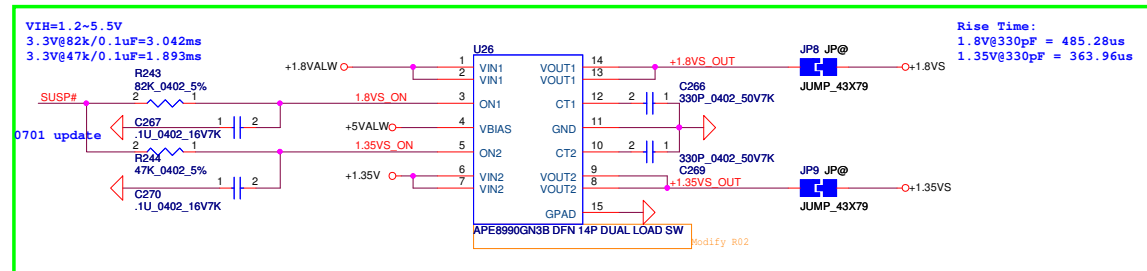 VIH=1.2~5.5V
3.3V@82k/0.1uF=3.042ms
3.3V@47k/0.1uF=1.893ms
Rise Time:
1.8V@330pF = 485.28us
1.35V@330pF = 363.96us
U26
+1.8VALW
1 VIN1 VOUT1 14
2 VIN1 VOUT1 13
+1.8VS_OUT
JP8 JP@
JUMP_43X79
+1.8VS
R243
82K_0402_5%
SUSP#
2 1
1.8VS_ON
3 ON1 CT1 12
2 1
C266
330P_0402_50V7K
C267
.1U_0402_16V7K
1 2
0701 update
+5VALW
4 VBIAS GND 11
R244
47K_0402_5%
2 1
1.35VS_ON
5 ON2 CT2 10
2 1
330P_0402_50V7K
C269
C270
.1U_0402_16V7K
1 2
+1.35V
6 VIN2 VOUT2 9
7 VIN2 VOUT2 8
+1.35VS_OUT
JP9 JP@
JUMP_43X79
+1.35VS
GPAD 15
APE8990GN3B DFN 14P DUAL LOAD SW
Modify R02